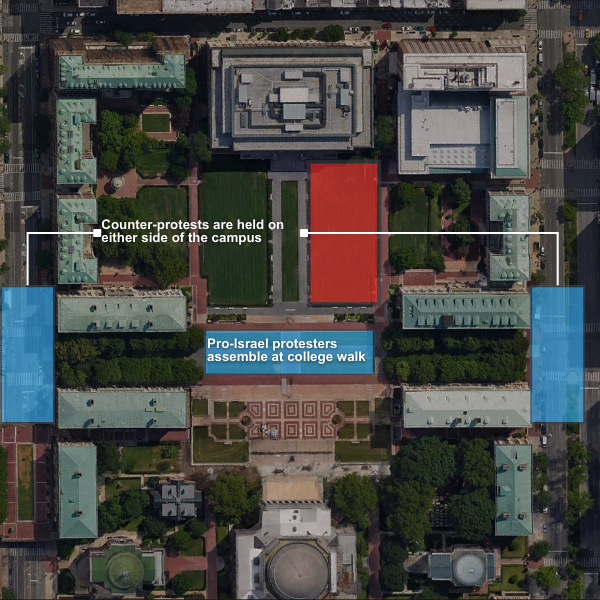 Counter-protests are held on
either side of the campus
Pro-Israel protesters
assemble at college walk